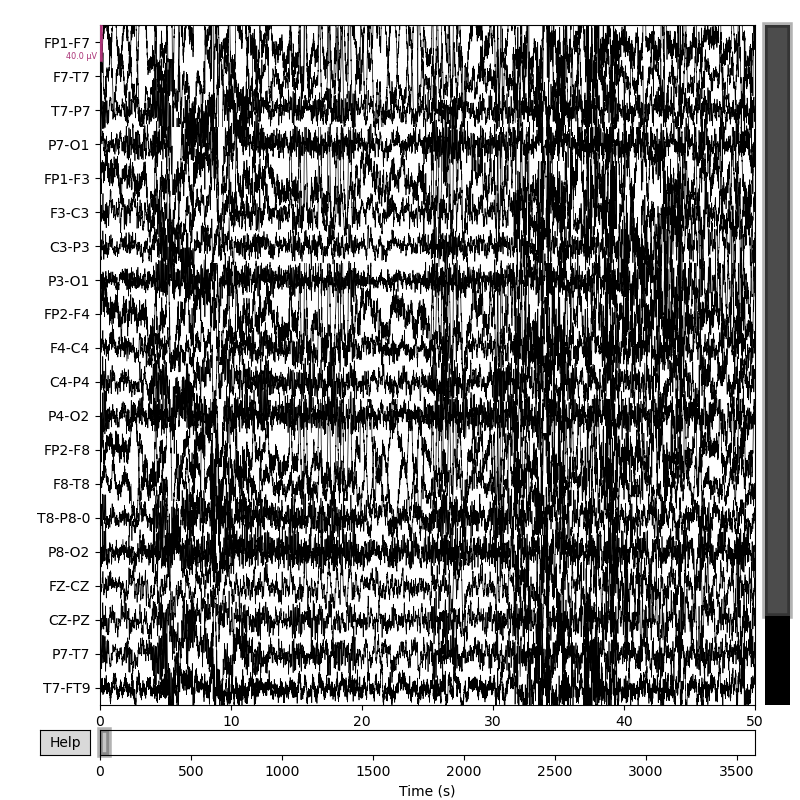 FP1-F7
40.0 µV
F7-T7
T7-P7
P7-O1
FP1-F3
F3-C3
C3-P3
P3-O1
FP2-F4
F4-C4
C4-P4
P4-O2
FP2-F8
F8-T8
T8-P8-0
P8-O2
FZ-CZ
CZ-PZ
P7-T7
T7-FT9
0 10 20 30 40 50
Help
0 500 1000 1500 2000 2500 3000 3500
Time (s)